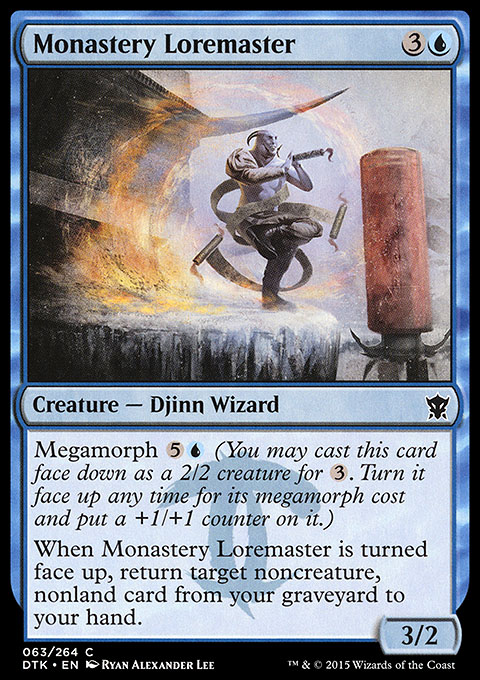 Monastery Loremaster 3
Creature — Djinn Wizard
Megamorph 5 (You may cast this card
face down as a 2/2 creature for 3. Turn it
face up any time for its megamorph cost
and put a +1/+1 counter on it.)
When Monastery Loremaster is turned
face up, return target noncreature,
nonland card from your graveyard to
your hand.
3/2
063/264 C
DTK • EN Ryan Alexander Lee
™ & © 2015 Wizards of the Coast